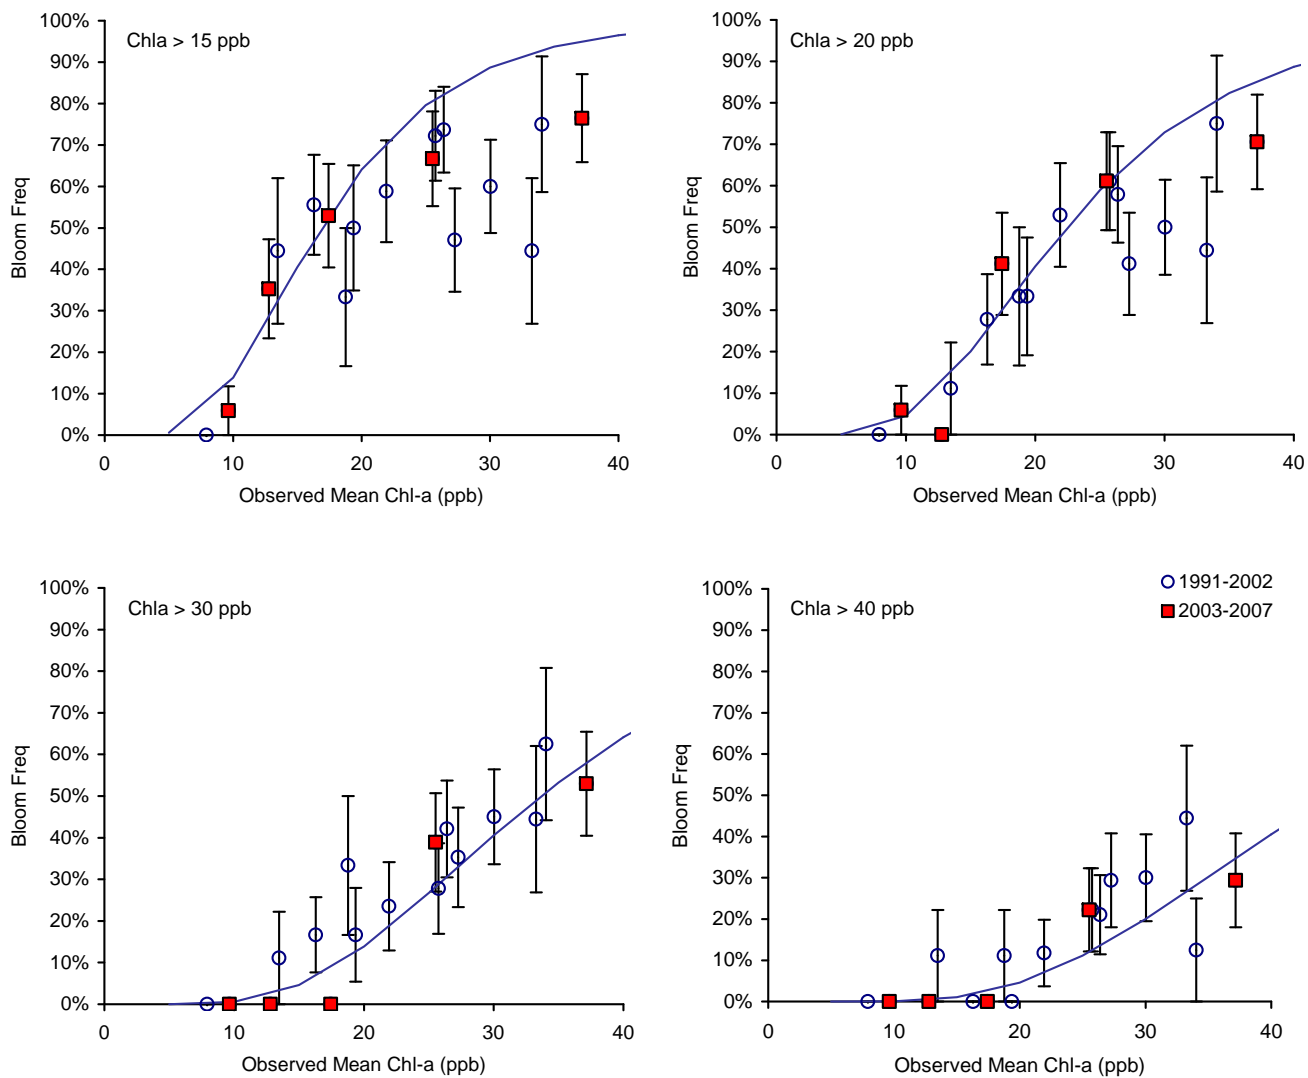 Chla > 15 ppb
Bloom Freq
100%
90%
80%
70%
60%
50%
40%
30%
20%
10%
0%
0 10 20 30 40
Observed Mean Chl-a (ppb)
Chla > 20 ppb
Bloom Freq
100%
90%
80%
70%
60%
50%
40%
30%
20%
10%
0%
0 10 20 30 40
Observed Mean Chl-a (ppb)
Chla > 30 ppb
Bloom Freq
100%
90%
80%
70%
60%
50%
40%
30%
20%
10%
0%
0 10 20 30 40
Observed Mean Chl-a (ppb)
Chla > 40 ppb
1991-2002
2003-2007
Bloom Freq
100%
90%
80%
70%
60%
50%
40%
30%
20%
10%
0%
0 10 20 30 40
Observed Mean Chl-a (ppb)